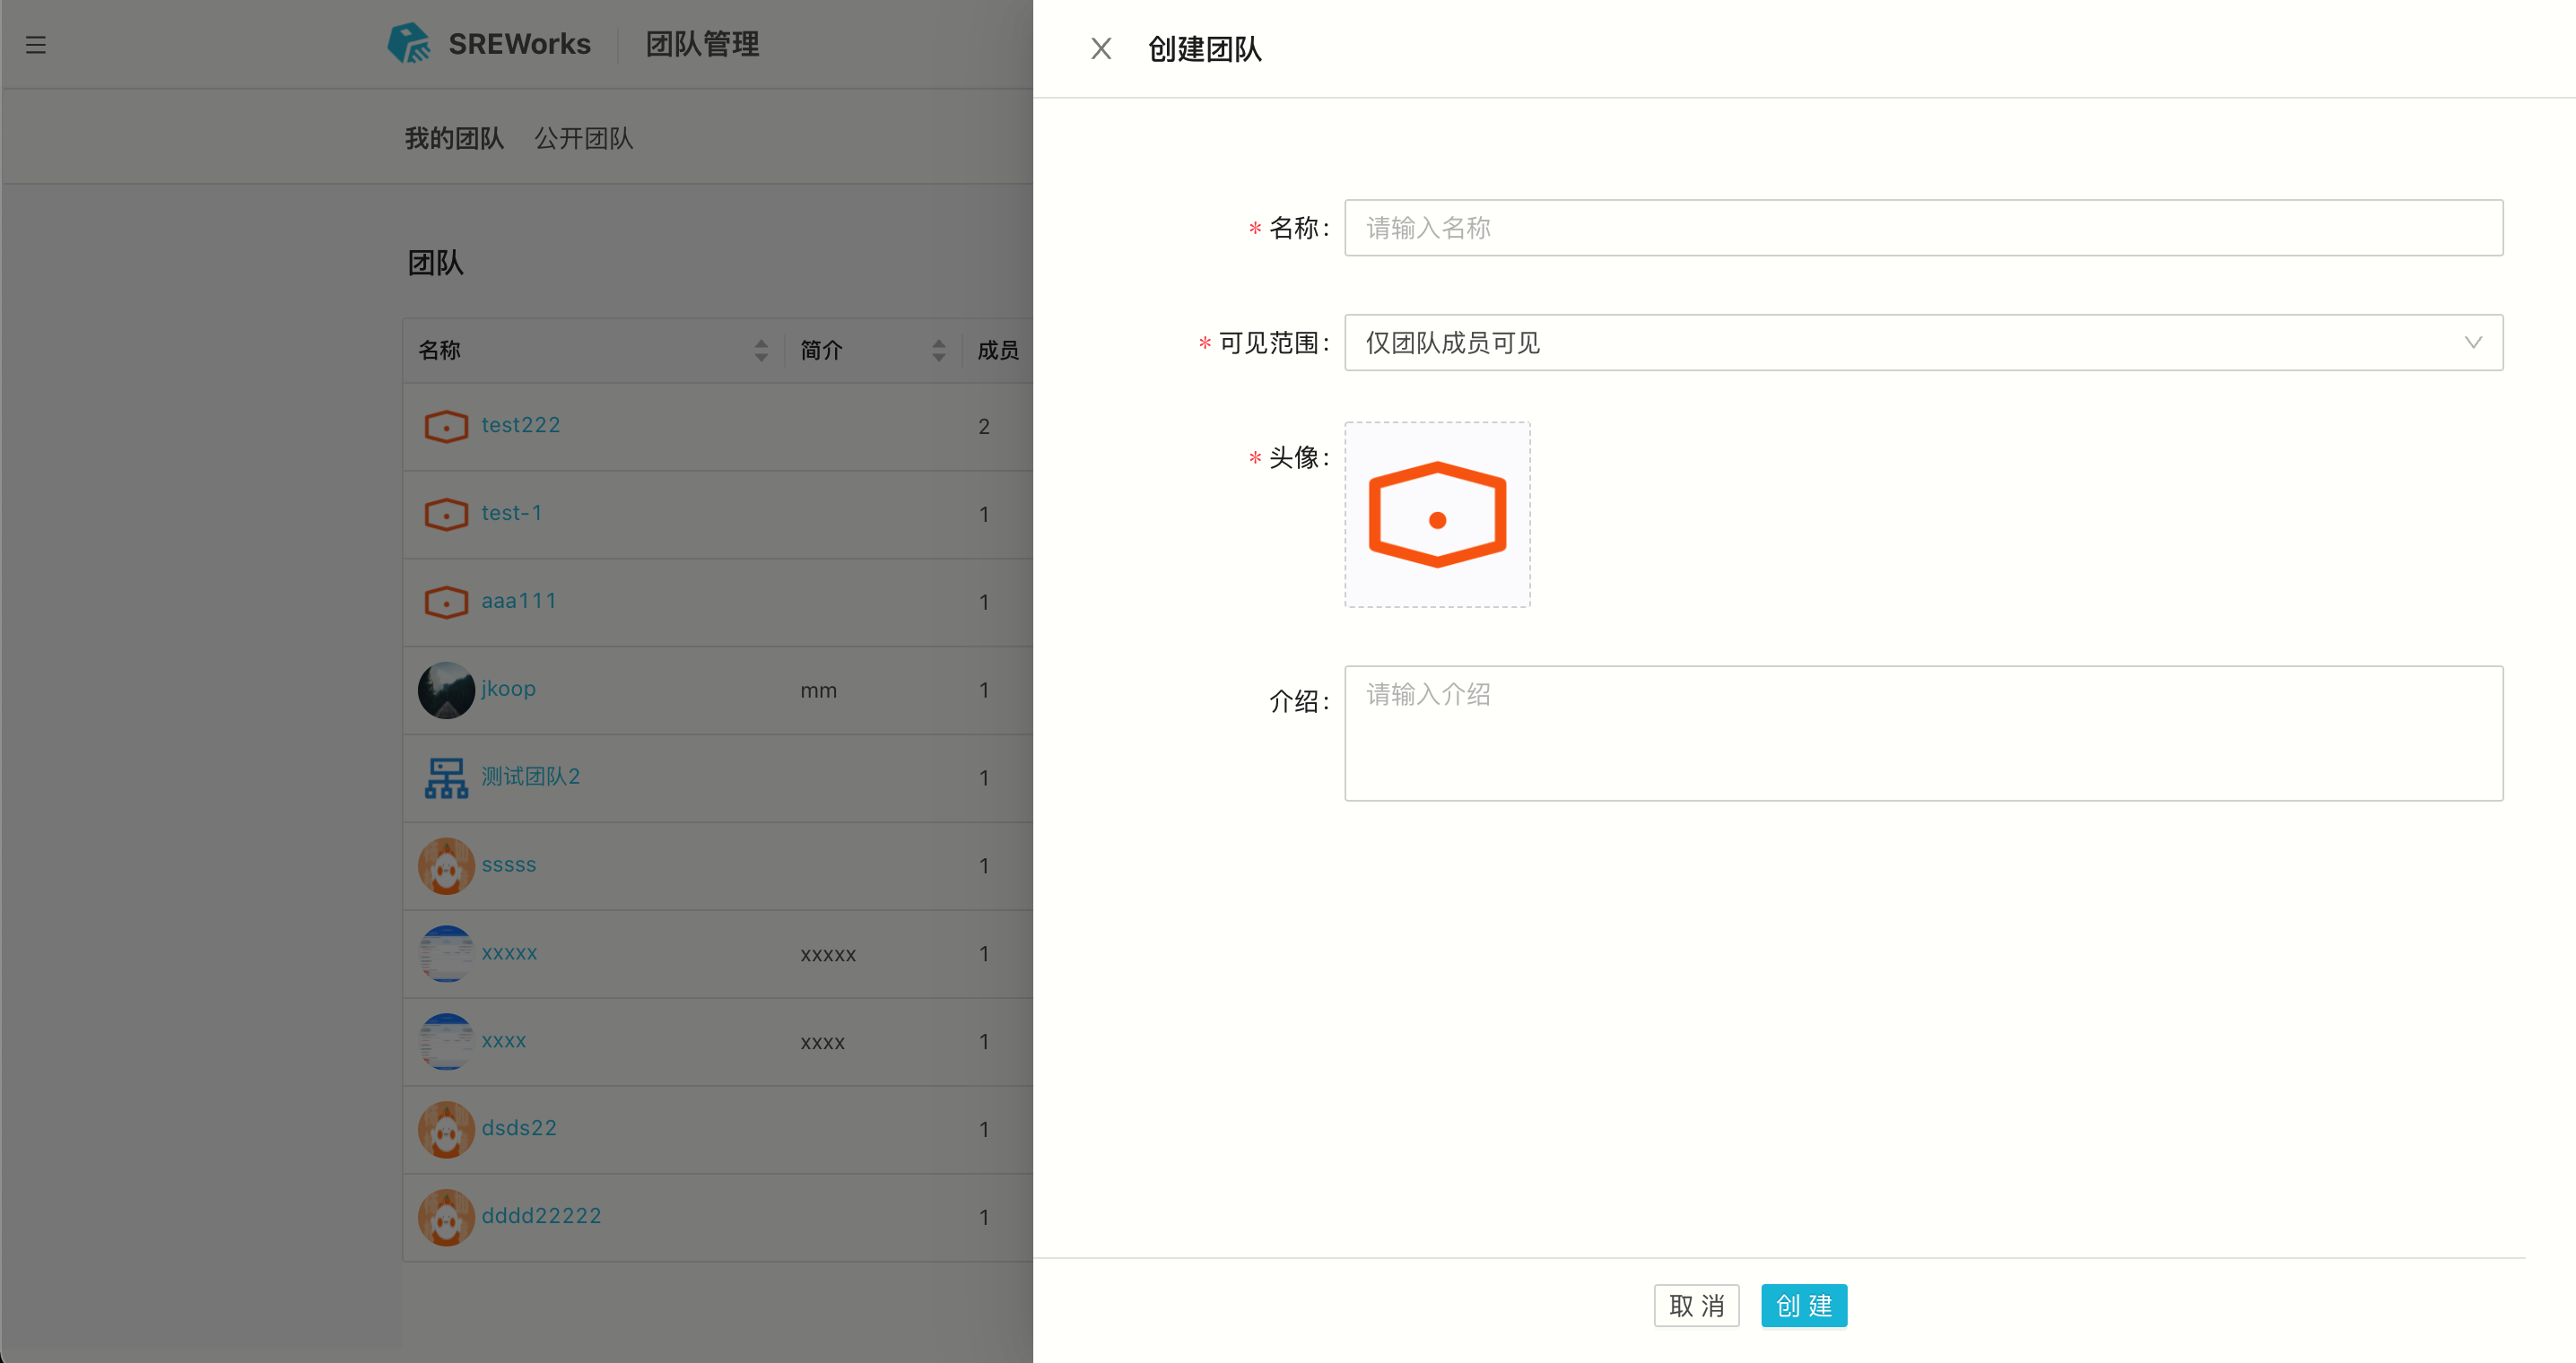 SREWorks 团队管理
我的团队 公开团队
团队
名称 简介 成员
test222 2
test-1 1
aaa111 1
jkoop mm 1
测试团队2 1
sssss 1
xxxxx xxxxx 1
xxxx xxxx 1
dsds22 1
dddd22222 1
创建团队
* 名称: 请输入名称
* 可见范围: 仅团队成员可见
* 头像:
介绍: 请输入介绍
取 消 创 建